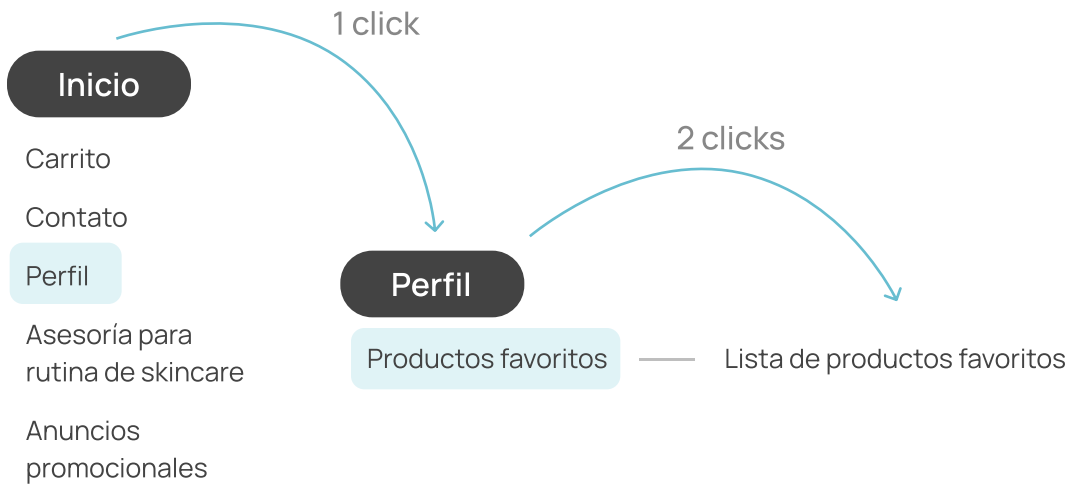 1 click
Inicio
2 clicks
Carrito
Contato
Perfil
Perfil
Asesoría para
rutina de skincare
Productos favoritos
Lista de productos favoritos
Anuncios
promocionales